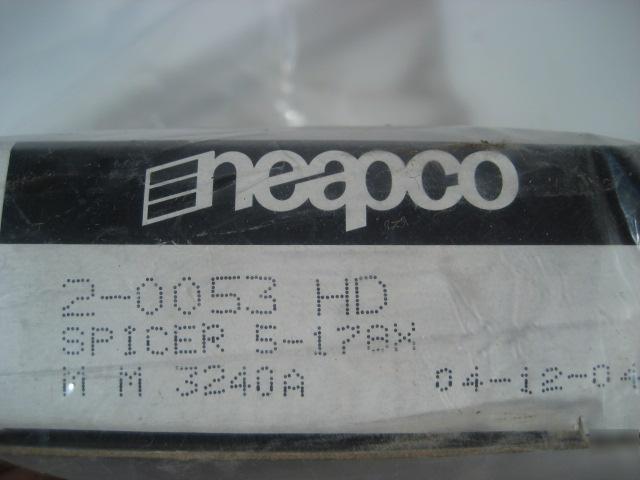 neapco
2-0053 HD
SPICER 5-178X
M M 3240A 04-12-04